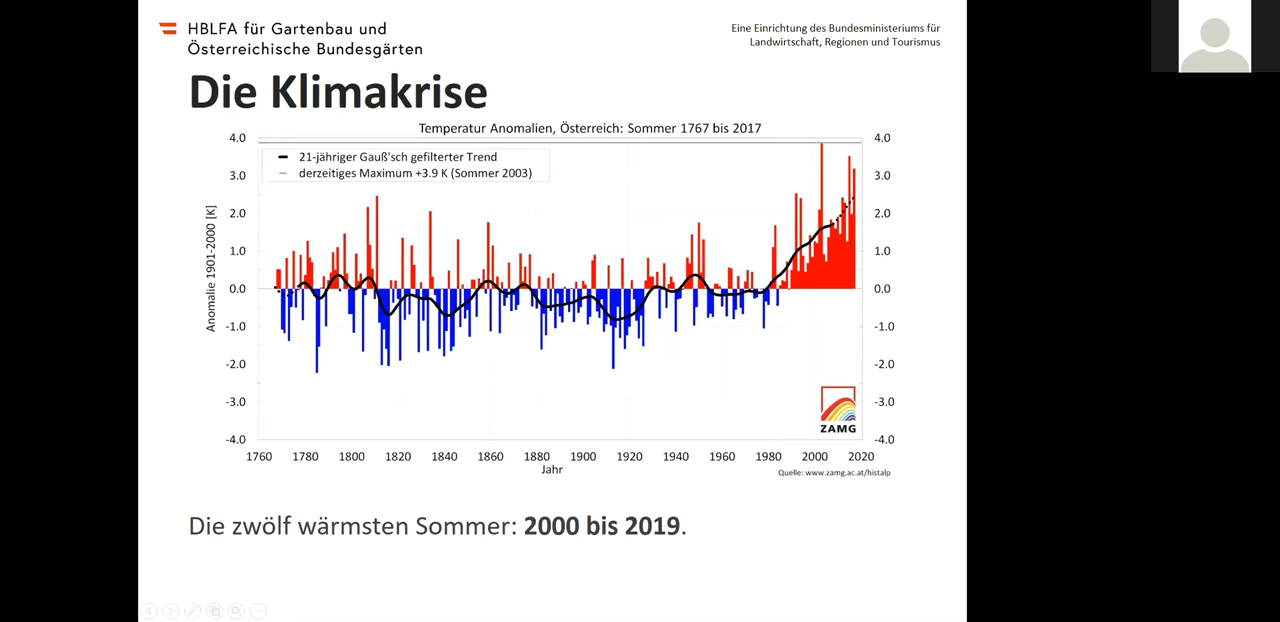 HBLFA für Gartenbau und
Österreichische Bundesgärten
Eine Einrichtung des Bundesministeriums für
Landwirtschaft, Regionen und Tourismus
Die Klimakrise
Temperatur Anomalien, Österreich: Sommer 1767 bis 2017
21-jähriger Gauß'sch gefilterter Trend
derzeitiges Maximum +3.9 K (Sommer 2003)
Anomalie 1901-2000 [K]
4.0 4.0
3.0 3.0
2.0 2.0
1.0 1.0
0.0 0.0
-1.0 -1.0
-2.0 -2.0
-3.0 -3.0
-4.0 -4.0
ZAMG
1760 1780 1800 1820 1840 1860 1880 1900 1920 1940 1960 1980 2000 2020
Jahr
Quelle: www.zamg.ac.at/histalp
Die zwölf wärmsten Sommer: 2000 bis 2019.